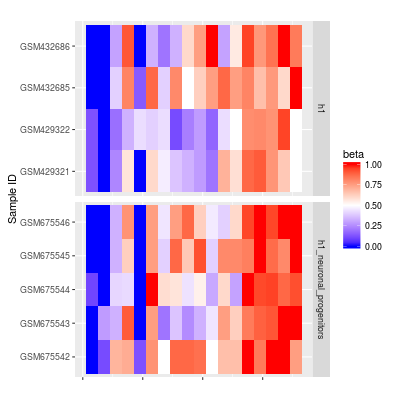 Sample ID
GSM432686
GSM432685
GSM429322
GSM429321
h1
GSM675546
GSM675545
GSM675544
GSM675543
GSM675542
h1_neuronal_progenitors
beta
1.00
0.75
0.50
0.25
0.00